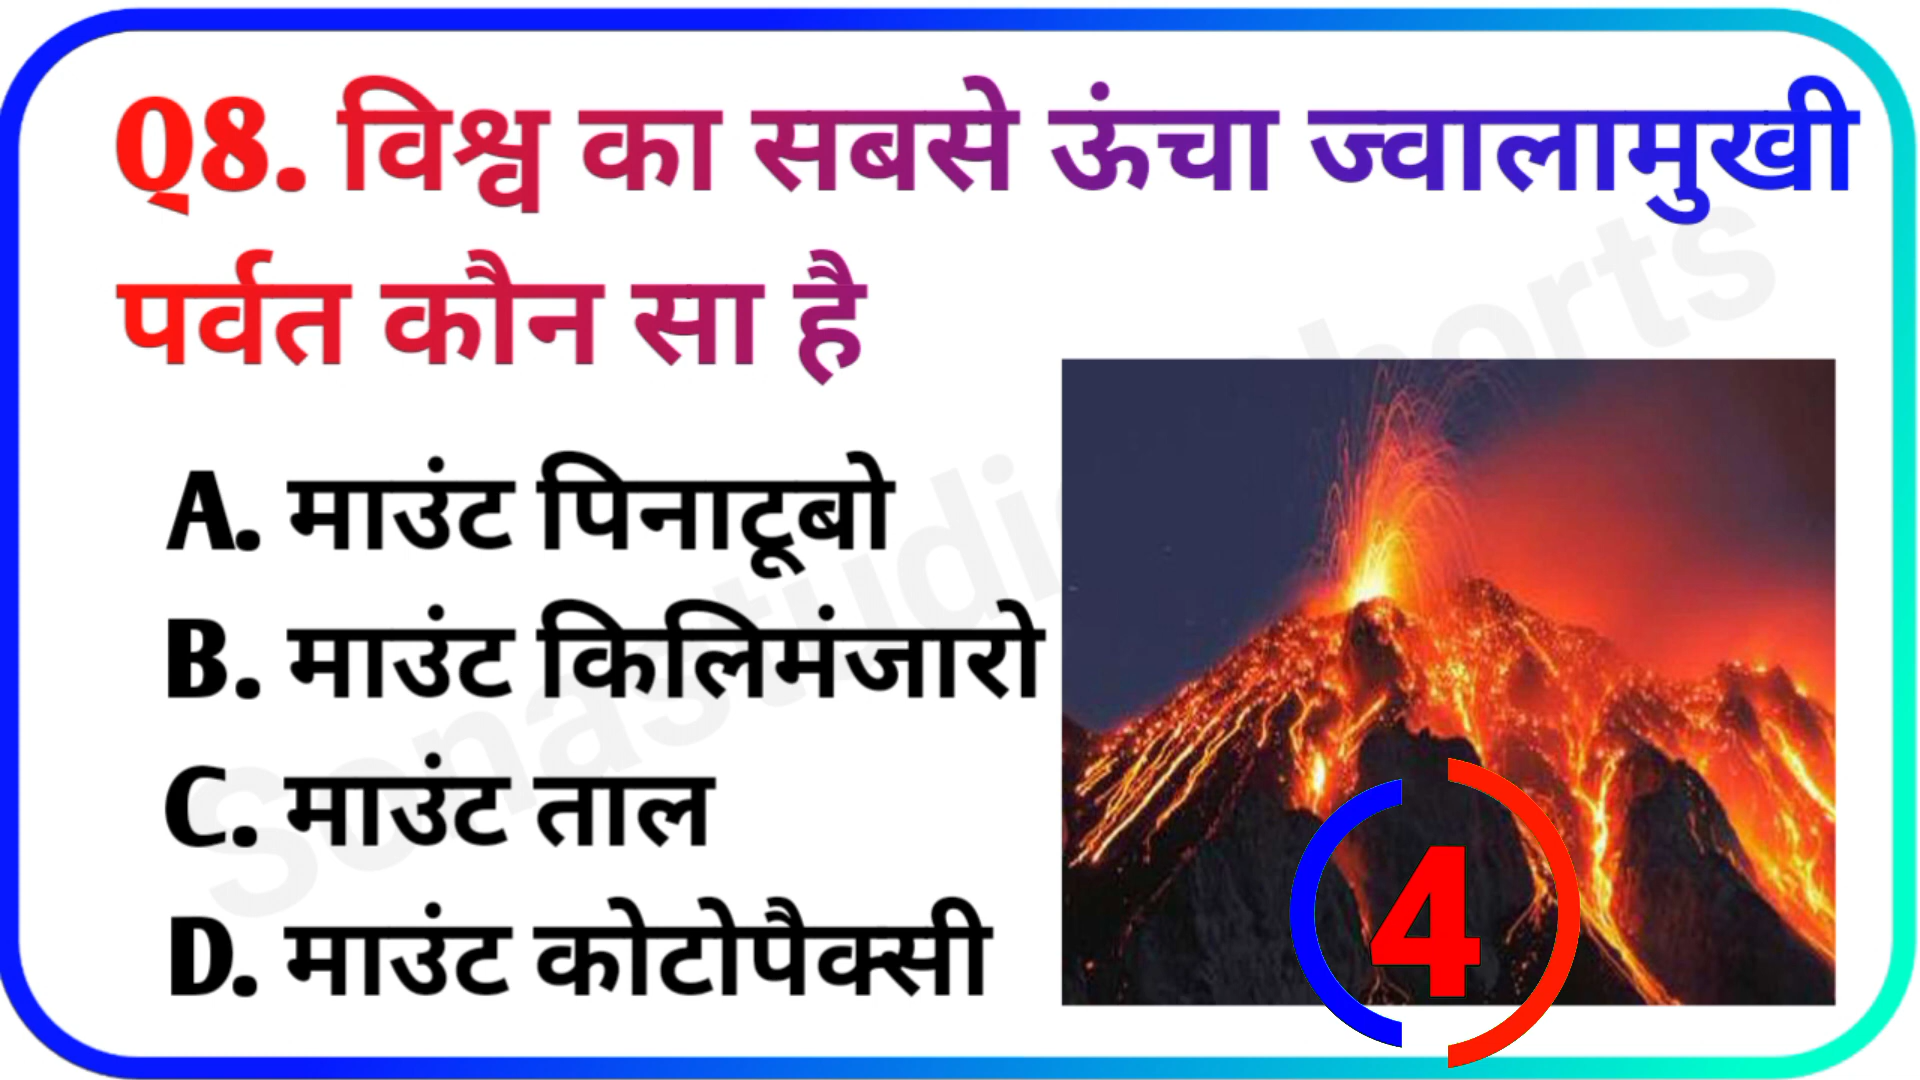 Q8. विश्व का सबसे ऊंचा ज्वालामुखी
पर्वत कौन सा है
A. माउंट पिनाटूबो
B. माउंट किलिमंजारो
C. माउंट ताल
D. माउंट कोटोपैक्सी
4